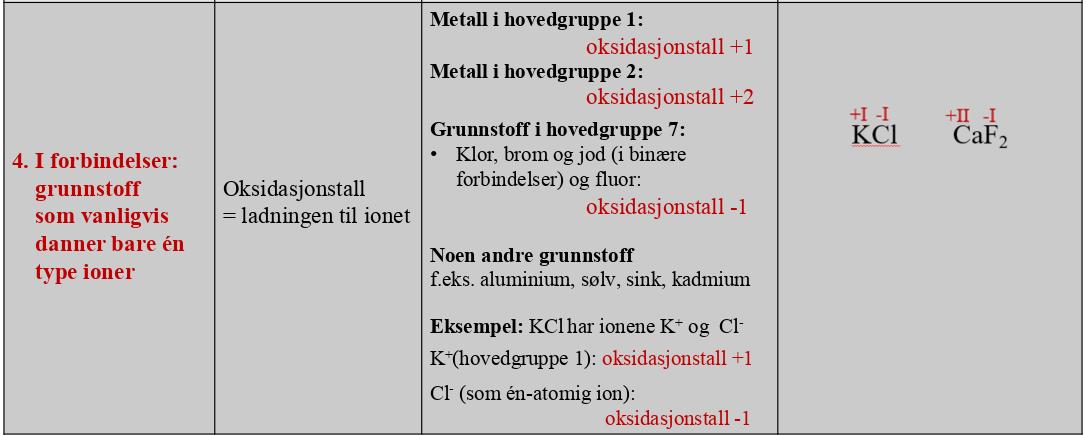 4. I forbindelser:
grunnstoff
som vanligvis
danner bare én
type ioner
Oksidasjonstall
= ladningen til ionet
Metall i hovedgruppe 1:
oksidasjonstall +1
Metall i hovedgruppe 2:
oksidasjonstall +2
Grunnstoff i hovedgruppe 7:
• Klor, brom og jod (i binære
forbindelser) og fluor:
oksidasjonstall -1
Noen andre grunnstoff
f.eks. aluminium, sølv, sink, kadmium
Eksempel: KCl har ionene K⁺ og Cl⁻
K⁺(hovedgruppe 1): oksidasjonstall +1
Cl⁻ (som én-atomig ion):
oksidasjonstall -1
+I -I +II -I
KCl CaF₂